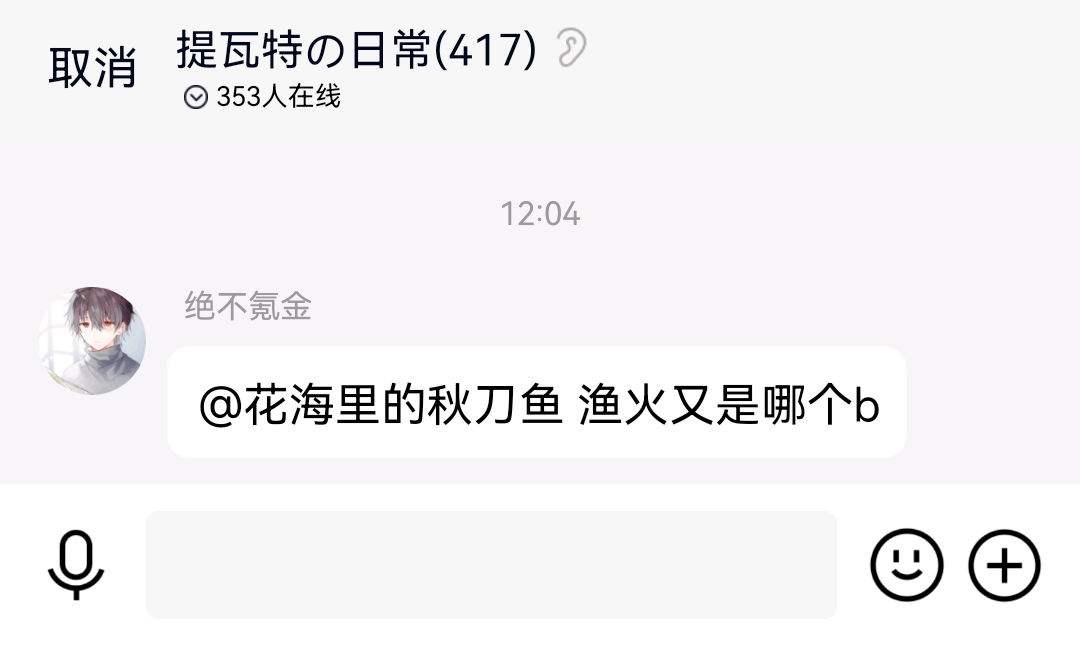 取消
提瓦特の日常(417)
353人在线
12:04
绝不氪金
@花海里的秋刀鱼 渔火又是哪个b